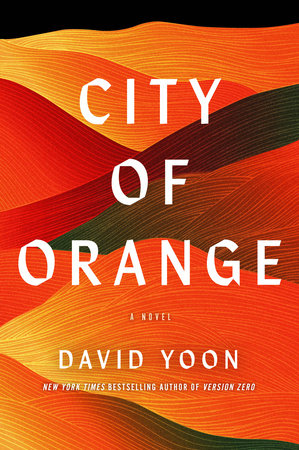 CITY
OF
ORANGE
A NOVEL
DAVID YOON
NEW YORK TIMES BESTSELLING AUTHOR OF VERSION ZERO